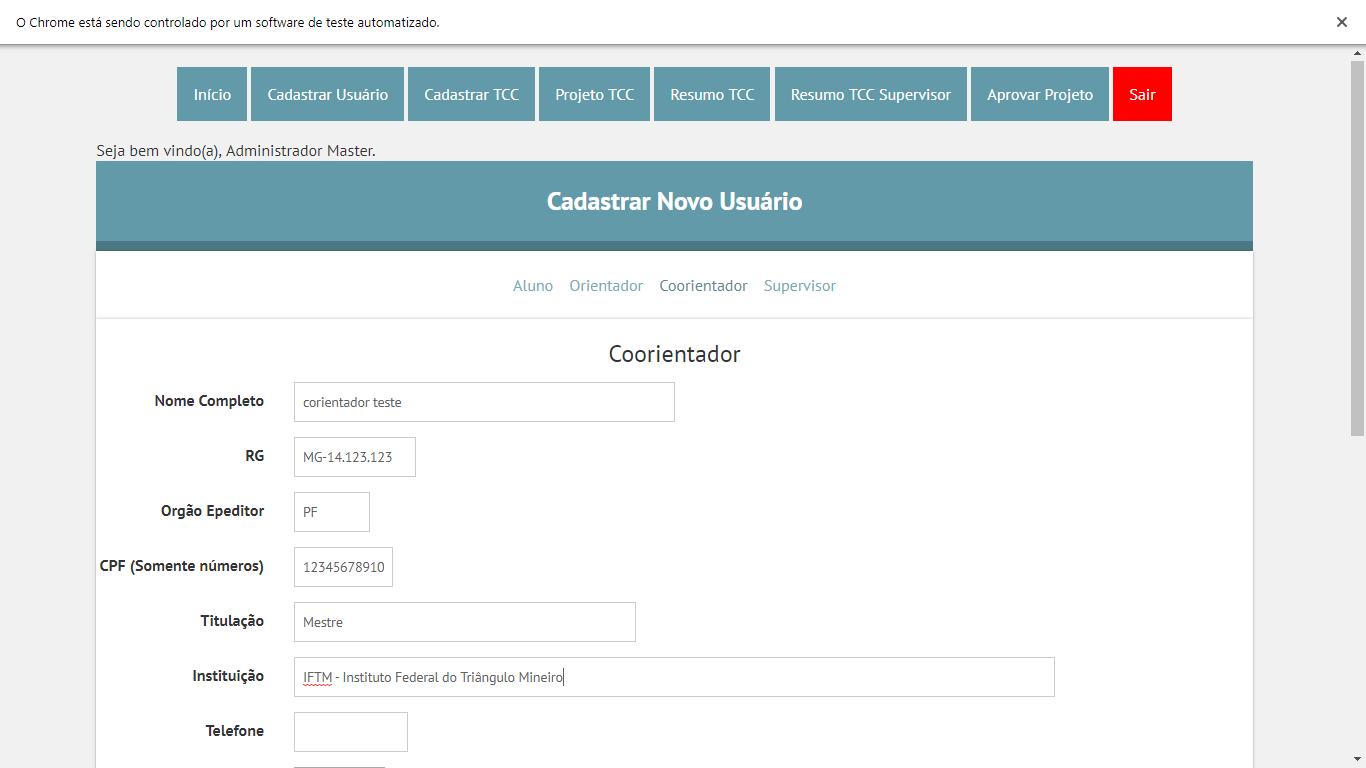 O Chrome está sendo controlado por um software de teste automatizado.
Início Cadastrar Usuário Cadastrar TCC Projeto TCC Resumo TCC Resumo TCC Supervisor Aprovar Projeto Sair
Seja bem vindo(a), Administrador Master.
Cadastrar Novo Usuário
Aluno Orientador Coorientador Supervisor
Coorientador
Nome Completo corientador teste
RG MG-14.123.123
Orgão Epeditor PF
CPF (Somente números) 12345678910
Titulação Mestre
Instituição IFTM - Instituto Federal do Triângulo Mineiro
Telefone